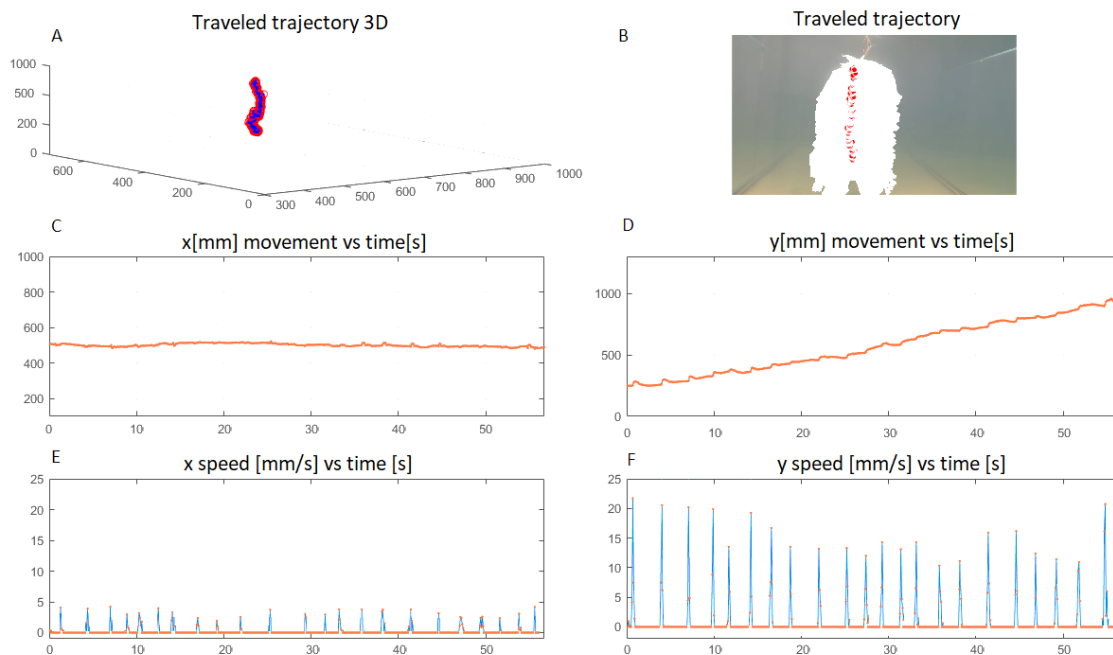 Traveled trajectory 3D
A
1000
500
200
0
600
400
200
0
300
400
500
600
700
800
900
1000
Traveled trajectory
B
C
x[mm] movement vs time[s]
1000
800
600
400
200
0 10 20 30 40 50
D
y[mm] movement vs time[s]
1000
500
0
0 10 20 30 40 50
E
x speed [mm/s] vs time [s]
25
20
15
10
5
0
0 10 20 30 40 50
F
y speed [mm/s] vs time [s]
25
20
15
10
5
0
0 10 20 30 40 50